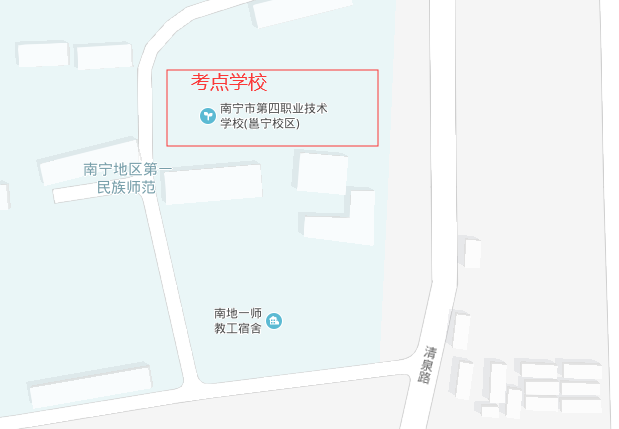 考点学校
南宁市第四职业技术
学校(邕宁校区)
南宁地区第一
民族师范
南地一师
教工宿舍
清泉路